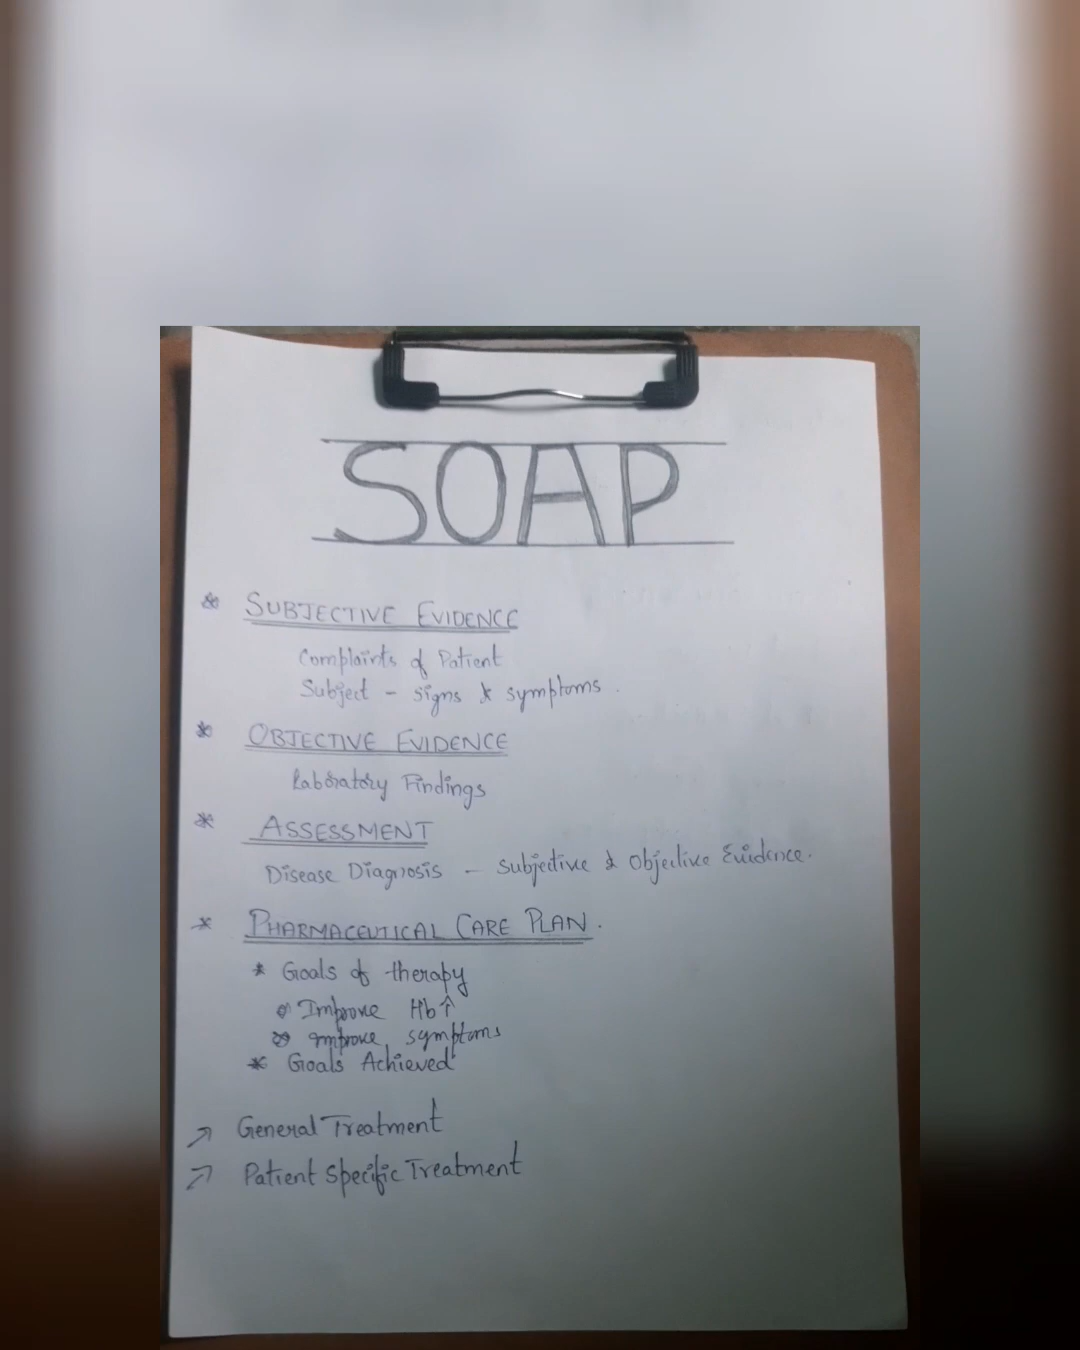 SOAP
* SUBJECTIVE EVIDENCE
Complaints of Patient
Subject - signs & symptoms.
* OBJECTIVE EVIDENCE
Laboratory Findings
* ASSESSMENT
Disease Diagnosis - Subjective & Objective Evidence.
* PHARMACEUTICAL CARE PLAN.
* Goals of therapy
Improve Hb↑
improve symptoms
* Goals Achieved
↗ General Treatment
↗ Patient Specific Treatment